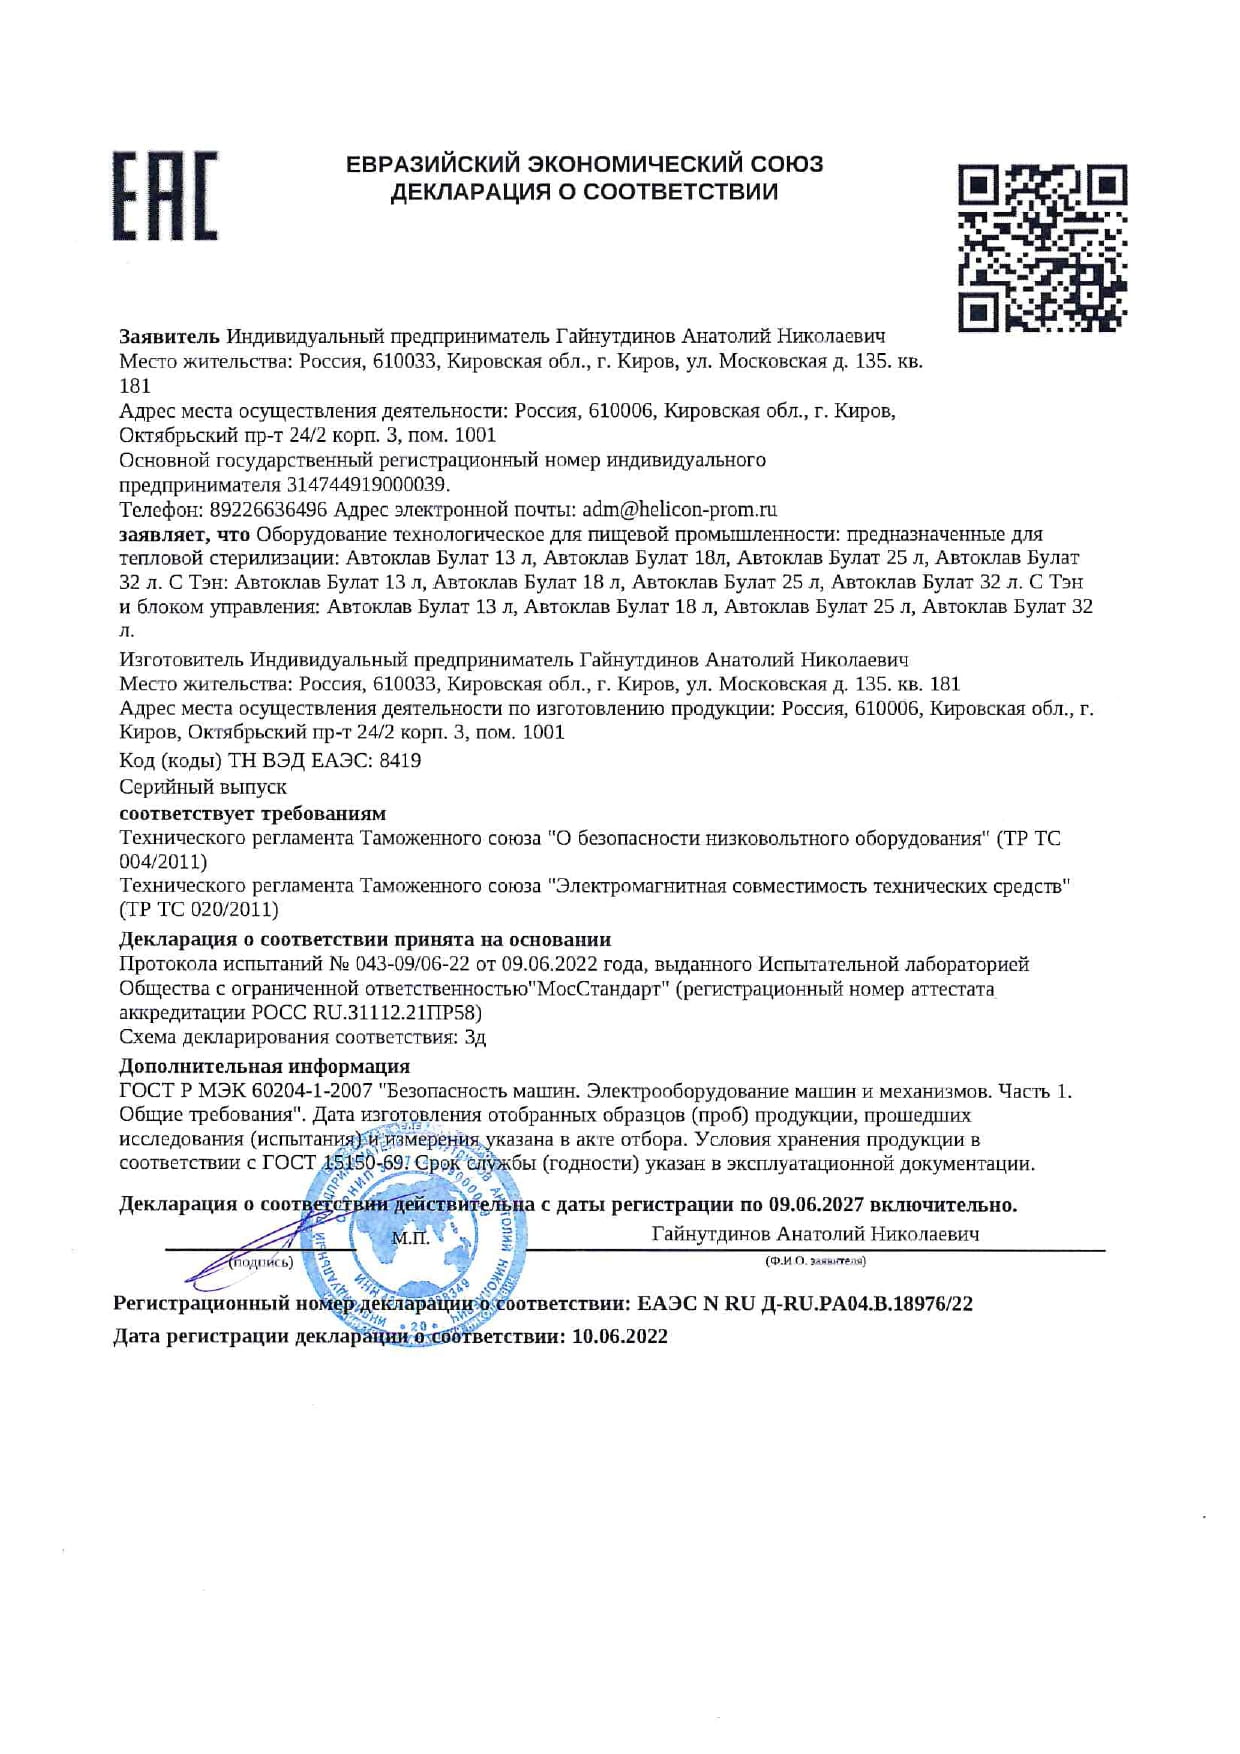 ЕАС
ЕВРАЗИЙСКИЙ ЭКОНОМИЧЕСКИЙ СОЮЗ
ДЕКЛАРАЦИЯ О СООТВЕТСТВИИ
Заявитель Индивидуальный предприниматель Гайнутдинов Анатолий Николаевич
Место жительства: Россия, 610033, Кировская обл., г. Киров, ул. Московская д. 135. кв.
181
Адрес места осуществления деятельности: Россия, 610006, Кировская обл., г. Киров,
Октябрьский пр-т 24/2 корп. 3, пом. 1001
Основной государственный регистрационный номер индивидуального
предпринимателя 314744919000039.
Телефон: 89226636496 Адрес электронной почты: adm@helicon-prom.ru
заявляет, что Оборудование технологическое для пищевой промышленности: предназначенные для
тепловой стерилизации: Автоклав Булат 13 л, Автоклав Булат 18л, Автоклав Булат 25 л, Автоклав Булат
32 л. С Тэн: Автоклав Булат 13 л, Автоклав Булат 18 л, Автоклав Булат 25 л, Автоклав Булат 32 л. С Тэн
и блоком управления: Автоклав Булат 13 л, Автоклав Булат 18 л, Автоклав Булат 25 л, Автоклав Булат 32
л.
Изготовитель Индивидуальный предприниматель Гайнутдинов Анатолий Николаевич
Место жительства: Россия, 610033, Кировская обл., г. Киров, ул. Московская д. 135. кв. 181
Адрес места осуществления деятельности по изготовлению продукции: Россия, 610006, Кировская обл., г.
Киров, Октябрьский пр-т 24/2 корп. 3, пом. 1001
Код (коды) ТН ВЭД ЕАЭС: 8419
Серийный выпуск
соответствует требованиям
Технического регламента Таможенного союза "О безопасности низковольтного оборудования" (ТР ТС
004/2011)
Технического регламента Таможенного союза "Электромагнитная совместимость технических средств"
(ТР ТС 020/2011)
Декларация о соответствии принята на основании
Протокола испытаний № 043-09/06-22 от 09.06.2022 года, выданного Испытательной лабораторией
Общества с ограниченной ответственностью"МосСтандарт" (регистрационный номер аттестата
аккредитации РОСС RU.31112.21ПР58)
Схема декларирования соответствия: 3д
Дополнительная информация
ГОСТ Р МЭК 60204-1-2007 "Безопасность машин. Электрооборудование машин и механизмов. Часть 1.
Общие требования". Дата изготовления отобранных образцов (проб) продукции, прошедших
исследования (испытания) и измерения указана в акте отбора. Условия хранения продукции в
соответствии с ГОСТ 15150-69. Срок службы (годности) указан в эксплуатационной документации.
Декларация о соответствии действительна с даты регистрации по 09.06.2027 включительно.
М.П.
Гайнутдинов Анатолий Николаевич
(подпись)
(Ф.И.О. заявителя)
Регистрационный номер декларации о соответствии: ЕАЭС N RU Д-RU.РА04.В.18976/22
Дата регистрации декларации о соответствии: 10.06.2022